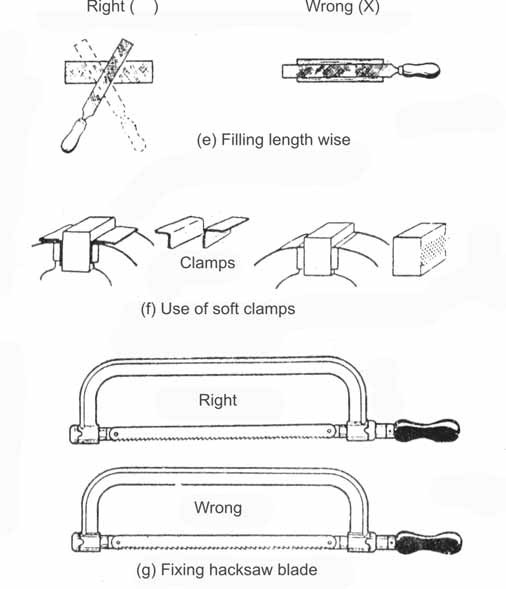 Right ( ) Wrong (X)
(e) Filling length wise
Clamps
(f) Use of soft clamps
Right
Wrong
(g) Fixing hacksaw blade